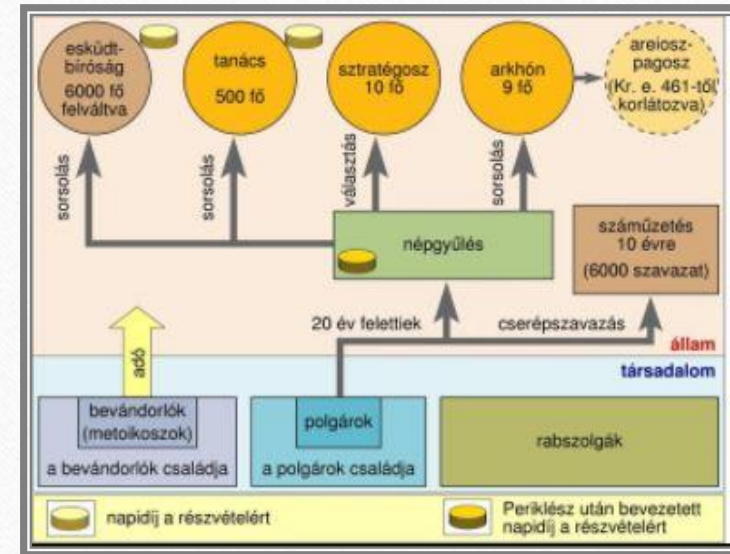 esküdt-
bíróság
6000 fő
felváltva
tanács
500 fő
sztratégosz
10 fő
arkhón
9 fő
areiosz-
pagosz
(Kr. e. 461-től
korlátozva)
sorsolás
sorsolás
választás
sorsolás
népgyűlés
száműzetés
10 évre
(6000 szavazat)
20 év felettiek
cserépszavazás
állam
társadalom
adó
bevándorlók
(metoikoszok)
a bevándorlók családja
polgárok
a polgárok családja
rabszolgák
napidíj a részvételért
Periklész után bevezetett
napidíj a részvételért